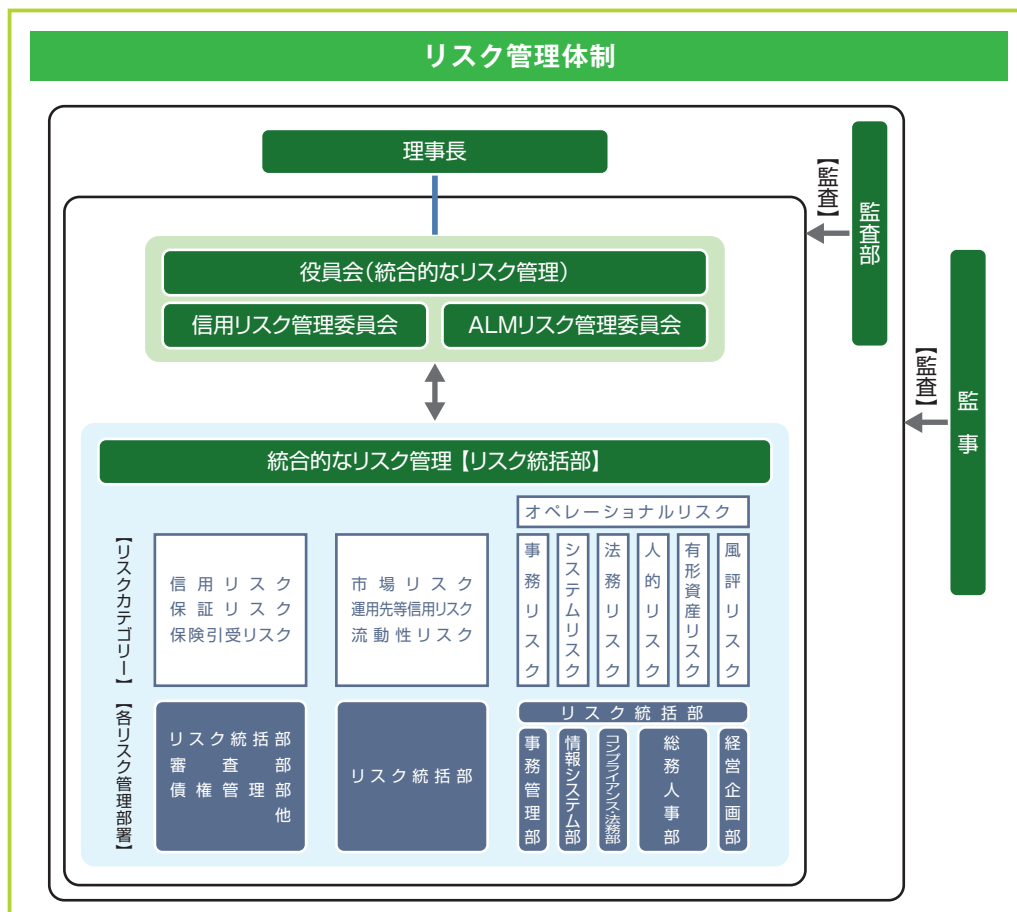 リスク管理体制
理事長
【監査】
監査部
役員会(統合的なリスク管理)
信用リスク管理委員会
ALMリスク管理委員会
【監査】
監事
統合的なリスク管理【リスク統括部】
【リスクカテゴリー】
信用リスク
保証リスク
保険引受リスク
市場リスク
運用先等信用リスク
流動性リスク
オペレーショナルリスク
事務リスク
システムリスク
法務リスク
人的リスク
有形資産リスク
風評リスク
【各リスク管理部署】
リスク統括部
審査部
債権管理部
他
リスク統括部
リスク統括部
事務管理部
情報システム部
コンプライアンス・法務部
総務人事部
経営企画部